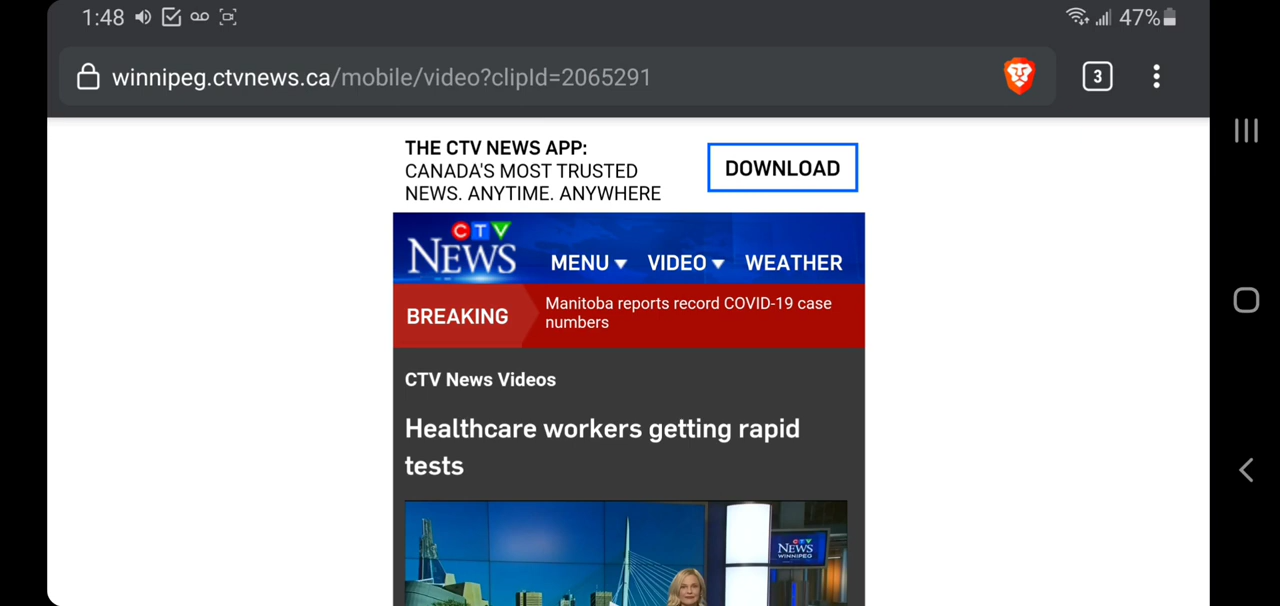 1:48 47%
winnipeg.ctvnews.ca/mobile/video?clipId=2065291 3
THE CTV NEWS APP:
CANADA'S MOST TRUSTED
NEWS. ANYTIME. ANYWHERE
DOWNLOAD
CTV
NEWS MENU VIDEO WEATHER
BREAKING
Manitoba reports record COVID-19 case
numbers
CTV News Videos
Healthcare workers getting rapid
tests
CTV
NEWS
WINNIPEG